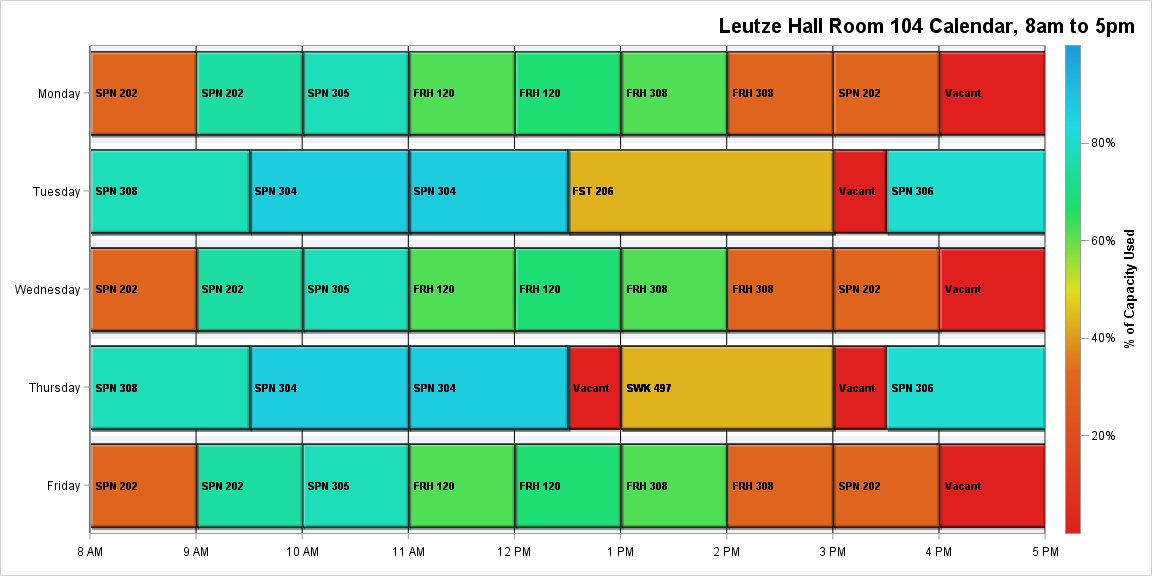 Leutze Hall Room 104 Calendar, 8am to 5pm
Monday
SPN 202
SPN 202
SPN 305
FRH 120
FRH 120
FRH 308
FRH 308
SPN 202
Vacant
Tuesday
SPN 308
SPN 304
SPN 304
FST 206
Vacant
SPN 306
Wednesday
SPN 202
SPN 202
SPN 305
FRH 120
FRH 120
FRH 308
FRH 308
SPN 202
Vacant
Thursday
SPN 308
SPN 304
SPN 304
Vacant
SWK 497
Vacant
SPN 306
Friday
SPN 202
SPN 202
SPN 305
FRH 120
FRH 120
FRH 308
FRH 308
SPN 202
Vacant
8 AM
9 AM
10 AM
11 AM
12 PM
1 PM
2 PM
3 PM
4 PM
5 PM
80%
60%
40%
20%
% of Capacity Used